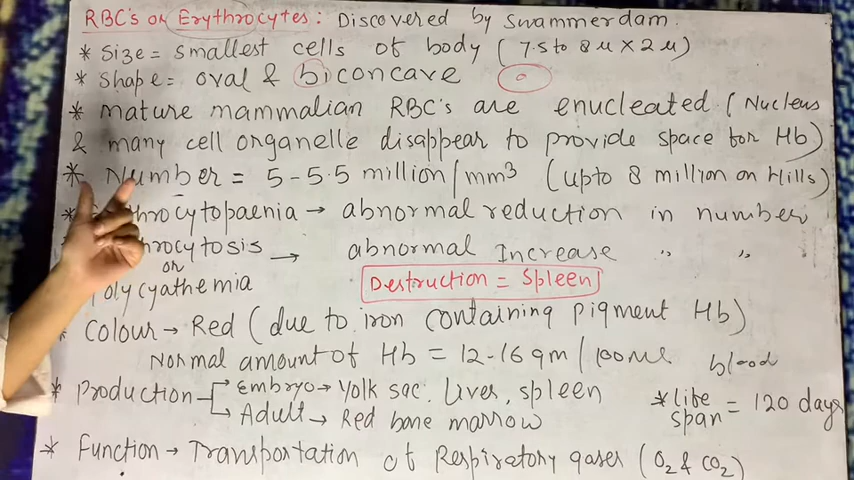 RBC's or Erythrocytes: Discovered by Swammerdam.
* Size = smallest cells of body (7.5 to 8 μ × 2 μ)
* Shape = oval & biconcave
* mature mammalian RBC's are enucleated (Nucleus
& many cell organelle disappear to provide space for Hb)
* Number = 5-5.5 million/mm³ (upto 8 million on Hills)
* throcytopaenia → abnormal reduction in number
throcytosis → abnormal Increase " "
or
Polycyathemia
Destruction = Spleen
* Colour → Red (due to iron containing pigment Hb)
Normal amount of Hb = 12-16 gm/100ml blood
* Production → Embryo → Yolk sac. Liver, spleen
→ Adult → Red bone marrow
* Life span = 120 days
* Function → Transportation of Respiratory gases (O₂ & CO₂)